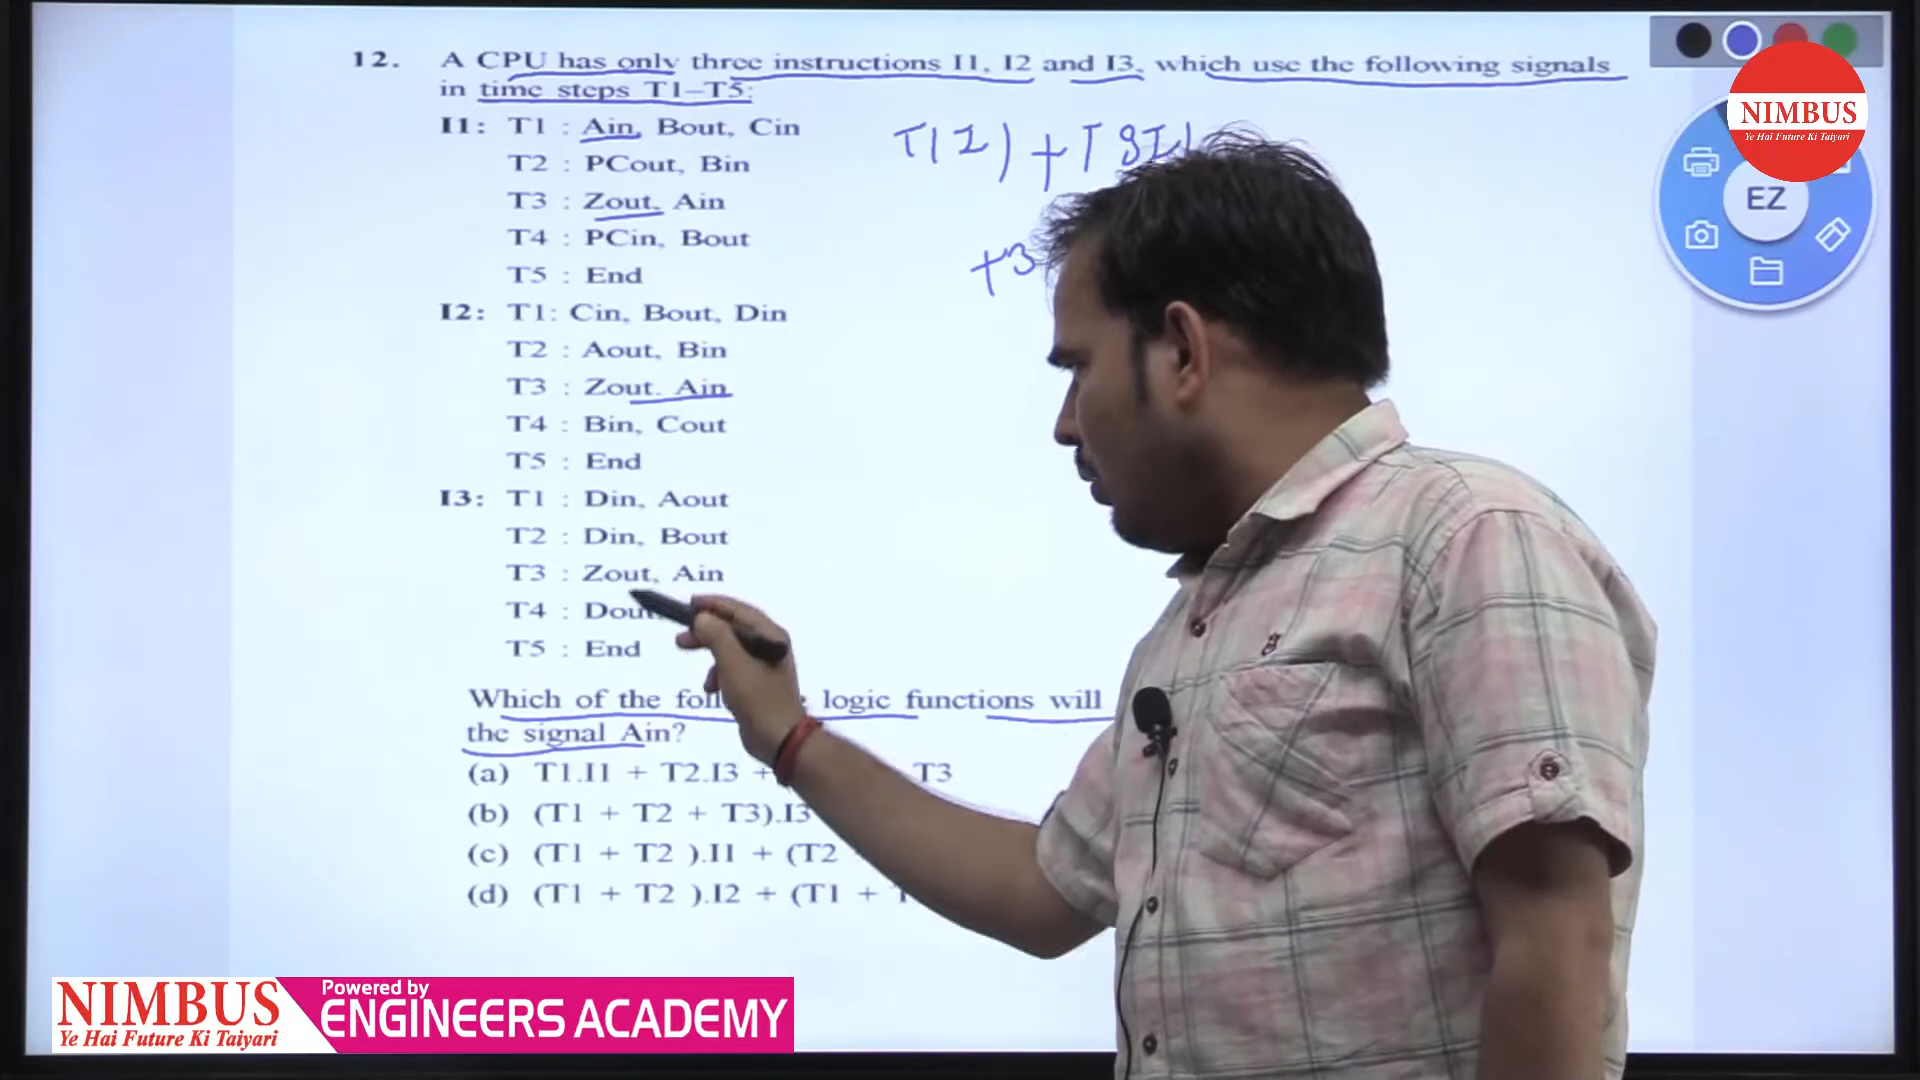 12. A CPU has only three instructions I1, I2 and I3, which use the following signals
in time steps T1–T5:
I1: T1 : Ain, Bout, Cin
T2 : PCout, Bin
T3 : Zout, Ain
T4 : PCin, Bout
T5 : End
I2: T1: Cin, Bout, Din
T2 : Aout, Bin
T3 : Zout, Ain
T4 : Bin, Cout
T5 : End
I3: T1 : Din, Aout
T2 : Din, Bout
T3 : Zout, Ain
T4 :
T5 : End
Which of the logic functions will
the signal Ain?
(a) T1.I1 + T2.I3 + T3
(b) (T1 + T2 + T3).I3
(c) (T1 + T2 ).I1 + (T2
(d) (T1 + T2 ).I2 + (T1 +
+3
NIMBUS
Ye Hai Future Ki Taiyari
EZ
NIMBUS
Ye Hai Future Ki Taiyari
Powered by
ENGINEERS ACADEMY